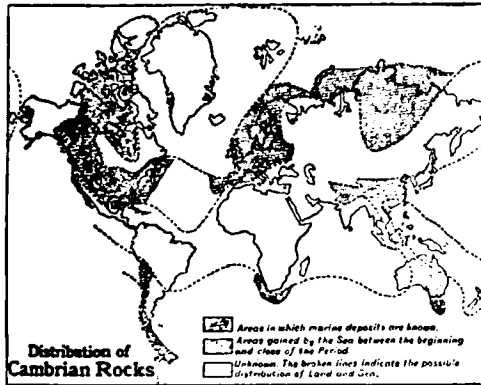 Areas in which marine deposits are known.
Areas gained by the Sea between the beginning
and close of the Period
Unknown. The broken lines indicate the possible
distribution of Land and Sea.
Distribution of
Cambrian Rocks